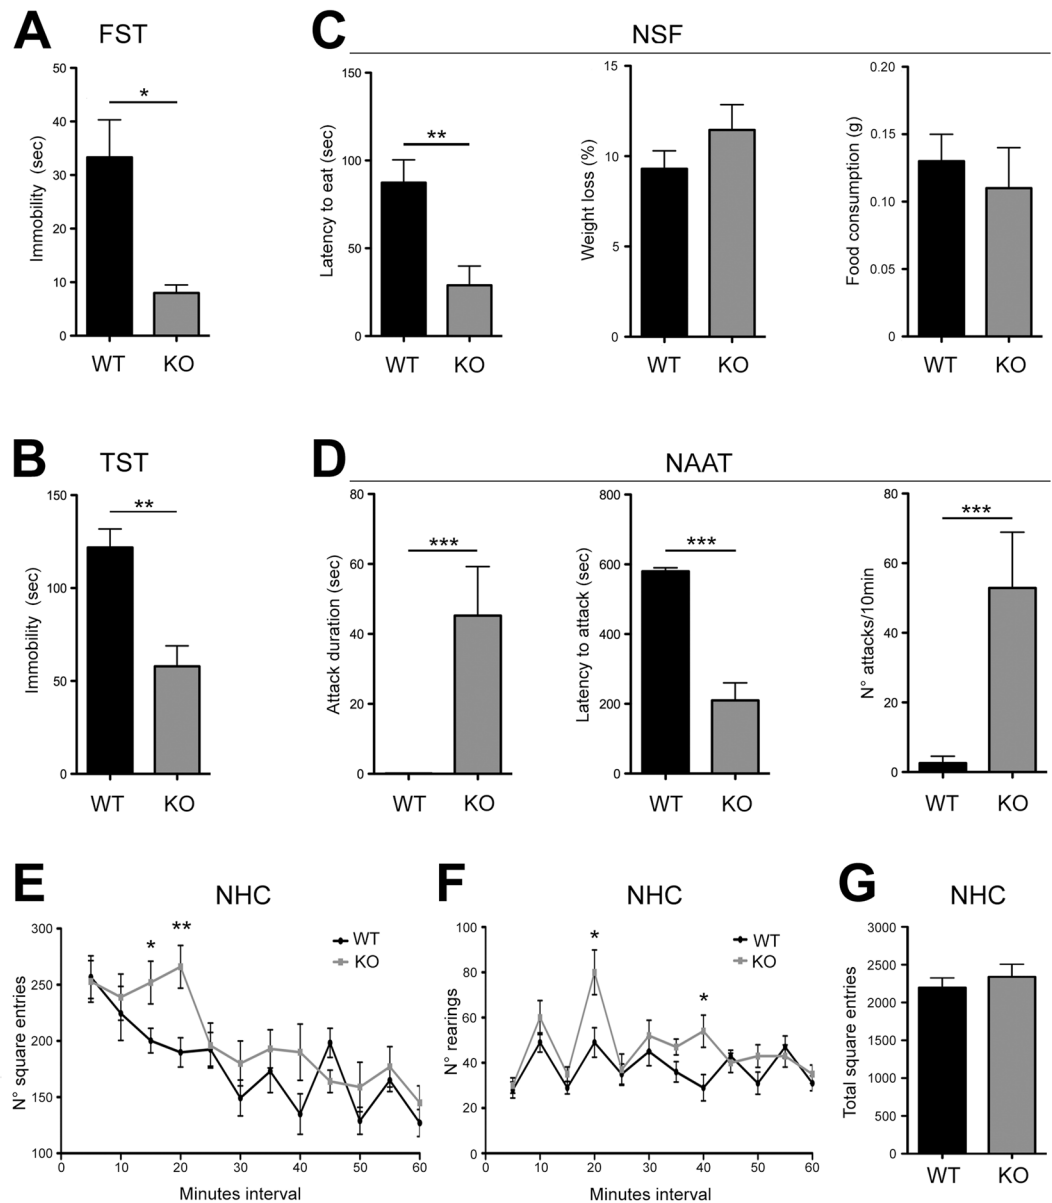 A
FST
Immobility (sec)
50
40
30
20
10
0
*
WT
KO
C
NSF
Latency to eat (sec)
150
100
50
0
**
WT
KO
Weight loss (%)
15
10
5
0
WT
KO
Food consumption (g)
0.20
0.15
0.10
0.05
0
WT
KO
B
TST
Immobility (sec)
150
100
50
0
**
WT
KO
D
NAAT
Attack duration (sec)
80
60
40
20
0
***
WT
KO
Latency to attack (sec)
800
600
400
200
0
***
WT
KO
N° attacks/10min
80
60
40
20
0
***
WT
KO
E
NHC
N° square entries
300
250
200
150
100
*
**
WT
KO
0 10 20 30 40 50 60
Minutes interval
F
NHC
N° rearings
100
80
60
40
20
0
*
*
WT
KO
0 10 20 30 40 50 60
Minutes interval
G
NHC
Total square entries
3000
2500
2000
1500
1000
500
0
WT
KO